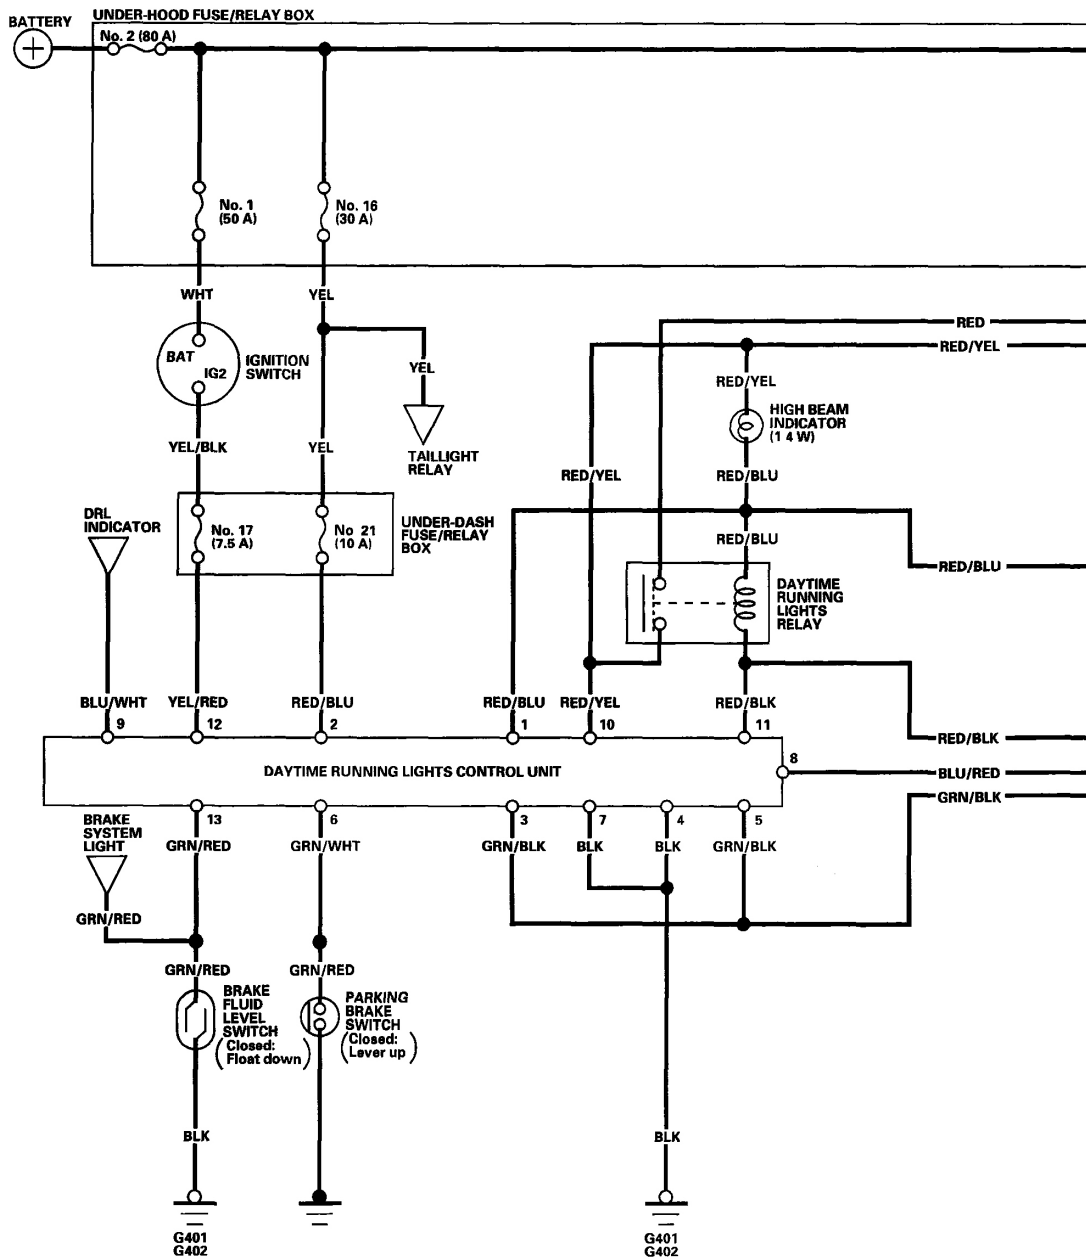 UNDER-HOOD FUSE/RELAY BOX
BATTERY
No. 2 (80 A)
No. 1
(50 A)
No. 16
(30 A)
WHT
YEL
BAT
IG2
IGNITION
SWITCH
YEL
TAILLIGHT
RELAY
YEL/BLK
YEL
RED
RED/YEL
RED/YEL
HIGH BEAM
INDICATOR
(1 4 W)
RED/YEL
RED/BLU
DRL
INDICATOR
No. 17
(7.5 A)
No 21
(10 A)
UNDER-DASH
FUSE/RELAY
BOX
RED/BLU
RED/BLU
DAYTIME
RUNNING
LIGHTS
RELAY
BLU/WHT
YEL/RED
RED/BLU
RED/BLU
RED/YEL
RED/BLK
9
12
2
1
10
11
RED/BLK
DAYTIME RUNNING LIGHTS CONTROL UNIT
8
BLU/RED
GRN/BLK
BRAKE
SYSTEM
LIGHT
13
6
3
7
4
5
GRN/RED
GRN/WHT
GRN/BLK
BLK
BLK
GRN/BLK
GRN/RED
GRN/RED
GRN/RED
BRAKE
FLUID
LEVEL
SWITCH
(Closed:
Float down)
PARKING
BRAKE
SWITCH
(Closed:
Lever up)
BLK
BLK
G401
G402
G401
G402